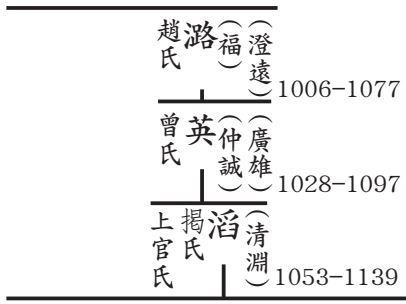 （澄遠）
（福）
潞
趙氏
1006–1077
（廣雄）
（仲誠）
英
曾氏
1028–1097
（清淵）
滔
揭氏
上官氏
1053–1139